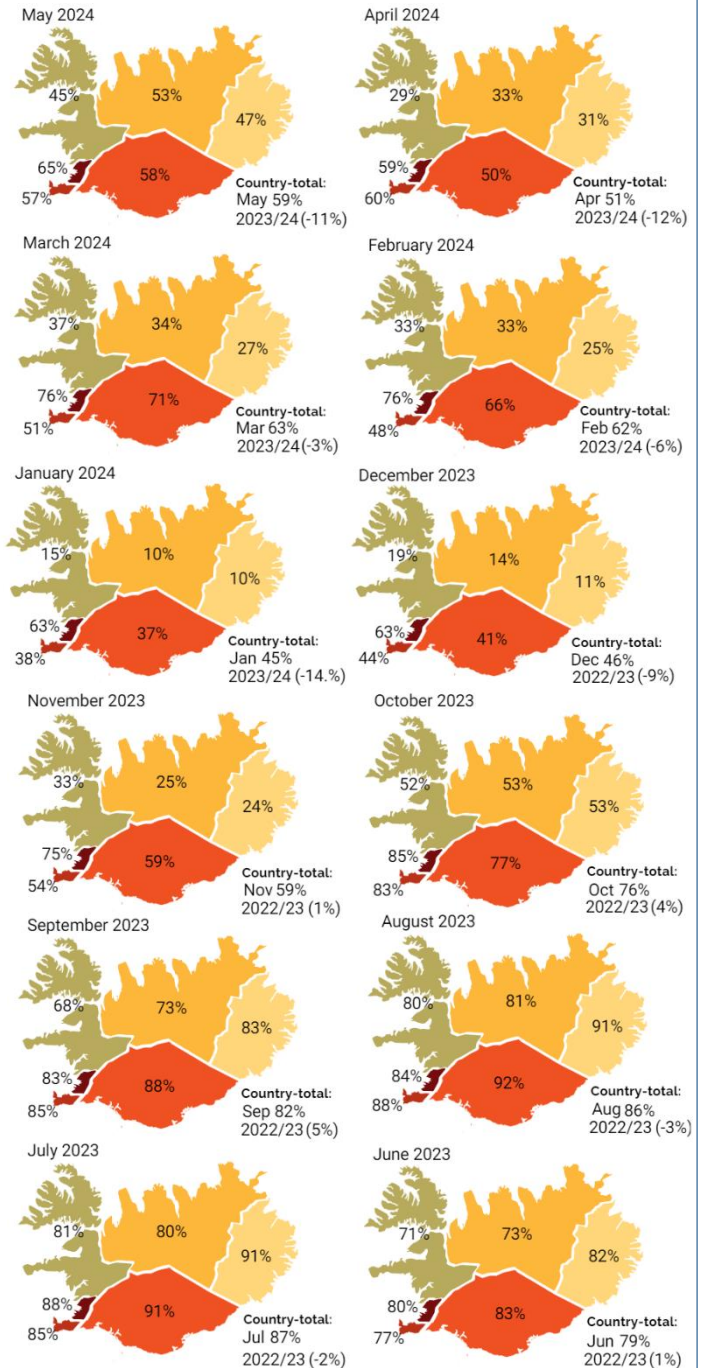 May 2024
45%
53%
47%
65%
58%
57%
Country-total:
May 59%
2023/24 (-11%)
April 2024
29%
33%
31%
59%
50%
60%
Country-total:
Apr 51%
2023/24 (-12%)
March 2024
37%
34%
27%
76%
71%
51%
Country-total:
Mar 63%
2023/24 (-3%)
February 2024
33%
33%
25%
76%
66%
48%
Country-total:
Feb 62%
2023/24 (-6%)
January 2024
15%
10%
10%
63%
37%
38%
Country-total:
Jan 45%
2023/24 (-14.%)
December 2023
19%
14%
11%
63%
41%
44%
Country-total:
Dec 46%
2022/23 (-9%)
November 2023
33%
25%
24%
75%
59%
54%
Country-total:
Nov 59%
2022/23 (1%)
October 2023
52%
53%
53%
85%
77%
83%
Country-total:
Oct 76%
2022/23 (4%)
September 2023
68%
73%
83%
83%
88%
85%
Country-total:
Sep 82%
2022/23 (5%)
August 2023
80%
81%
91%
84%
92%
88%
Country-total:
Aug 86%
2022/23 (-3%)
July 2023
81%
80%
91%
88%
91%
85%
Country-total:
Jul 87%
2022/23 (-2%)
June 2023
71%
73%
82%
80%
83%
77%
Country-total:
Jun 79%
2022/23 (1%)